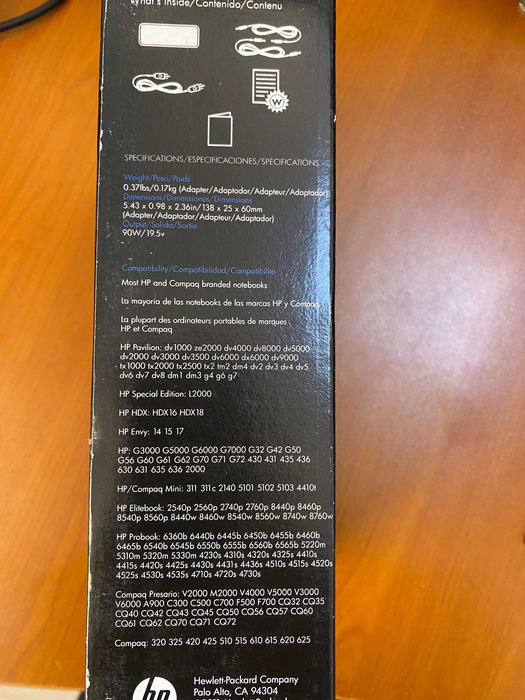 What's Inside/Contenido/Contenu
SPECIFICATIONS/ESPECIFICACIONES/SPÉCIFICATIONS
Weight/Peso/Poids
0.37lbs/0.17kg (Adapter/Adaptador/Adapteur/Adaptador)
Dimensions/Dimensiones/Dimensions
5.43 x 0.98 x 2.36in/138 x 25 x 60mm
(Adapter/Adaptador/Adapteur/Adaptador)
Output/Salida/Sortie
90W/19.5v
Compatibility/Compatibilidad/Compatibilité
Most HP and Compaq branded notebooks
La mayoría de las notebooks de las marcas HP y Compaq
La plupart des ordinateurs portables de marques
HP et Compaq
HP Pavilion: dv1000 ze2000 dv4000 dv8000 dv5000
dv2000 dv3000 dv3500 dv6000 dx6000 dv9000
tx1000 tx2000 tx2500 tx2 tm2 dm4 dv2 dv3 dv4 dv5
dv6 dv7 dv8 dm1 dm3 g4 g6 g7
HP Special Edition: L2000
HP HDX: HDX16 HDX18
HP Envy: 14 15 17
HP: G3000 G5000 G6000 G7000 G32 G42 G50
G56 G60 G61 G62 G70 G71 G72 430 431 435 436
630 631 635 636 2000
HP/Compaq Mini: 311 311c 2140 5101 5102 5103 4410t
HP Elitebook: 2540p 2560p 2740p 2760p 8440p 8460p
8540p 8560p 8440w 8460w 8540w 8560w 8740w 8760w
HP Probook: 6360b 6440b 6445b 6450b 6455b 6460b
6465b 6540b 6545b 6550b 6555b 6560b 6565b 5220m
5310m 5320m 5330m 4230s 4310s 4320s 4325s 4410s
4415s 4420s 4425s 4430s 4431s 4436s 4510s 4515s 4520s
4525s 4530s 4535s 4710s 4720s 4730s
Compaq Presario: V2000 M2000 V4000 V5000 V3000
V6000 A900 C300 C500 C700 F500 F700 CQ32 CQ35
CQ40 CQ42 CQ43 CQ45 CQ50 CQ56 CQ57 CQ60
CQ61 CQ62 CQ70 CQ71 CQ72
Compaq: 320 325 420 425 510 515 610 615 620 625
hp
Hewlett-Packard Company
Palo Alto, CA 94304